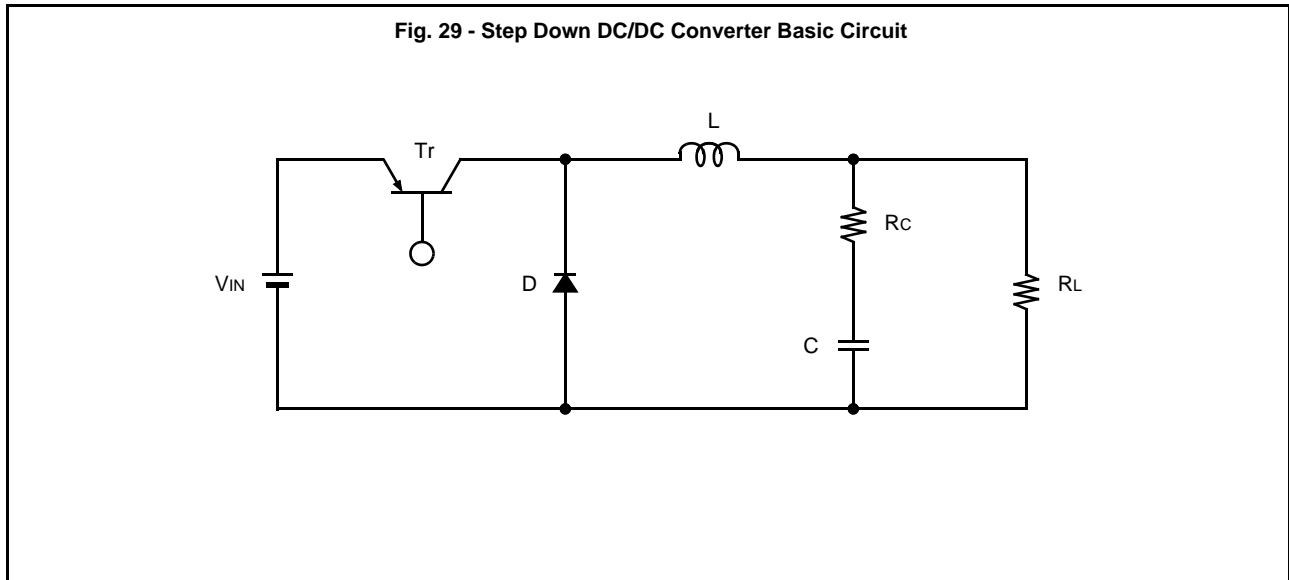 Fig. 29 - Step Down DC/DC Converter Basic Circuit
L
Tr
RC
VIN
D
RL
C